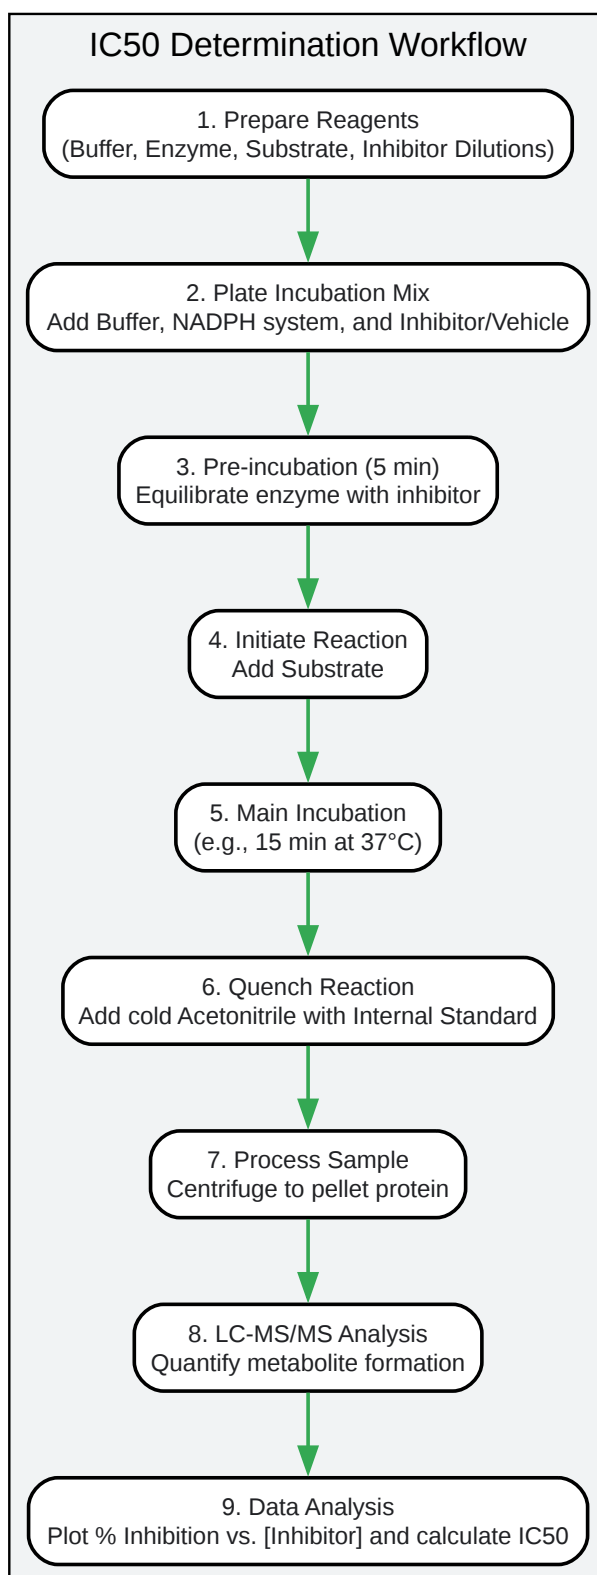 IC50 Determination Workflow
1. Prepare Reagents
(Buffer, Enzyme, Substrate, Inhibitor Dilutions)
2. Plate Incubation Mix
Add Buffer, NADPH system, and Inhibitor/Vehicle
3. Pre-incubation (5 min)
Equilibrate enzyme with inhibitor
4. Initiate Reaction
Add Substrate
5. Main Incubation
(e.g., 15 min at 37°C)
6. Quench Reaction
Add cold Acetonitrile with Internal Standard
7. Process Sample
Centrifuge to pellet protein
8. LC-MS/MS Analysis
Quantify metabolite formation
9. Data Analysis
Plot % Inhibition vs. [Inhibitor] and calculate IC50